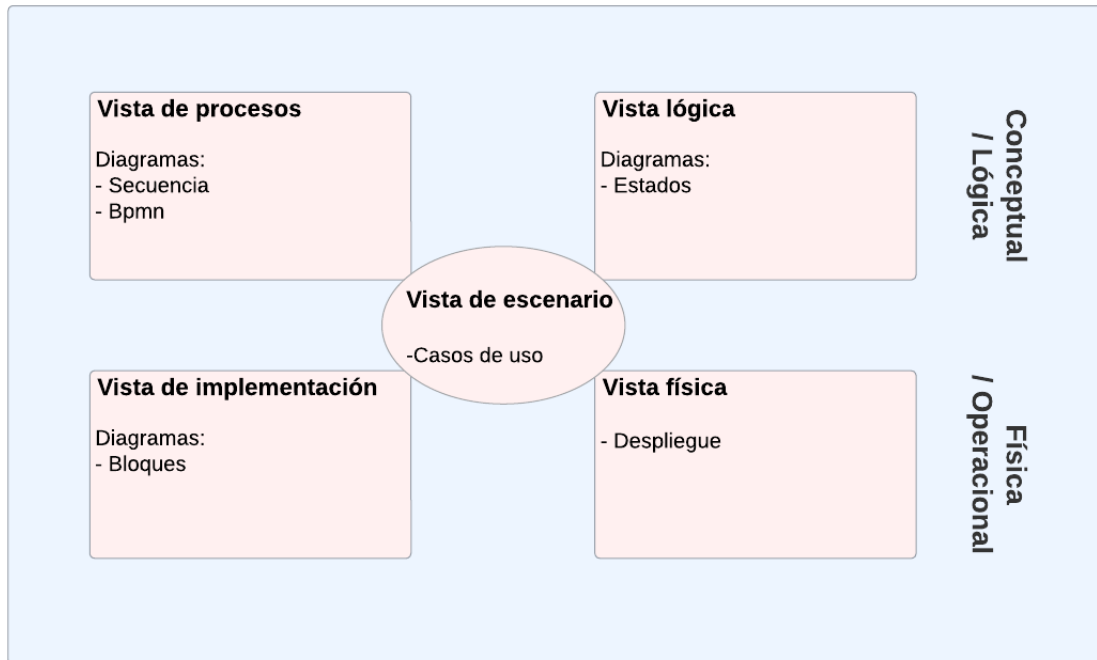 Vista de procesos
Diagramas:
- Secuencia
- Bpmn
Vista lógica
Diagramas:
- Estados
Conceptual
/ Lógica
Vista de escenario
-Casos de uso
Vista de implementación
Diagramas:
- Bloques
Vista física
- Despliegue
Física
/ Operacional